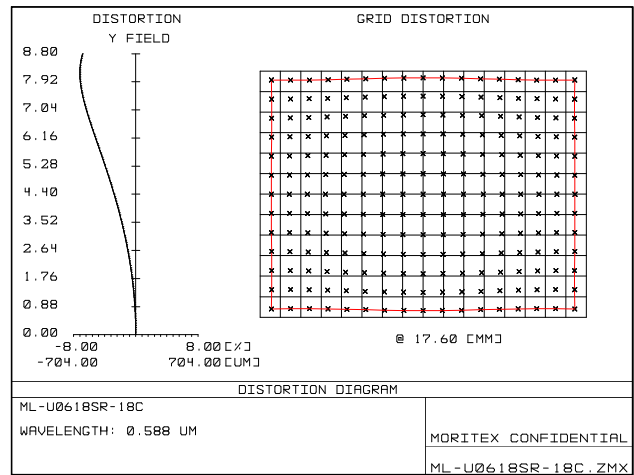 DISTORTION
Y FIELD
8.80
7.92
7.04
6.16
5.28
4.40
3.52
2.64
1.76
0.88
0.00
-8.00 8.00[%]
-704.00 704.00[UM]
GRID DISTORTION
@ 17.60 [MM]
DISTORTION DIAGRAM
ML-U0618SR-18C
WAVELENGTH: 0.588 UM
MORITEX CONFIDENTIAL
ML-U0618SR-18C.ZMX